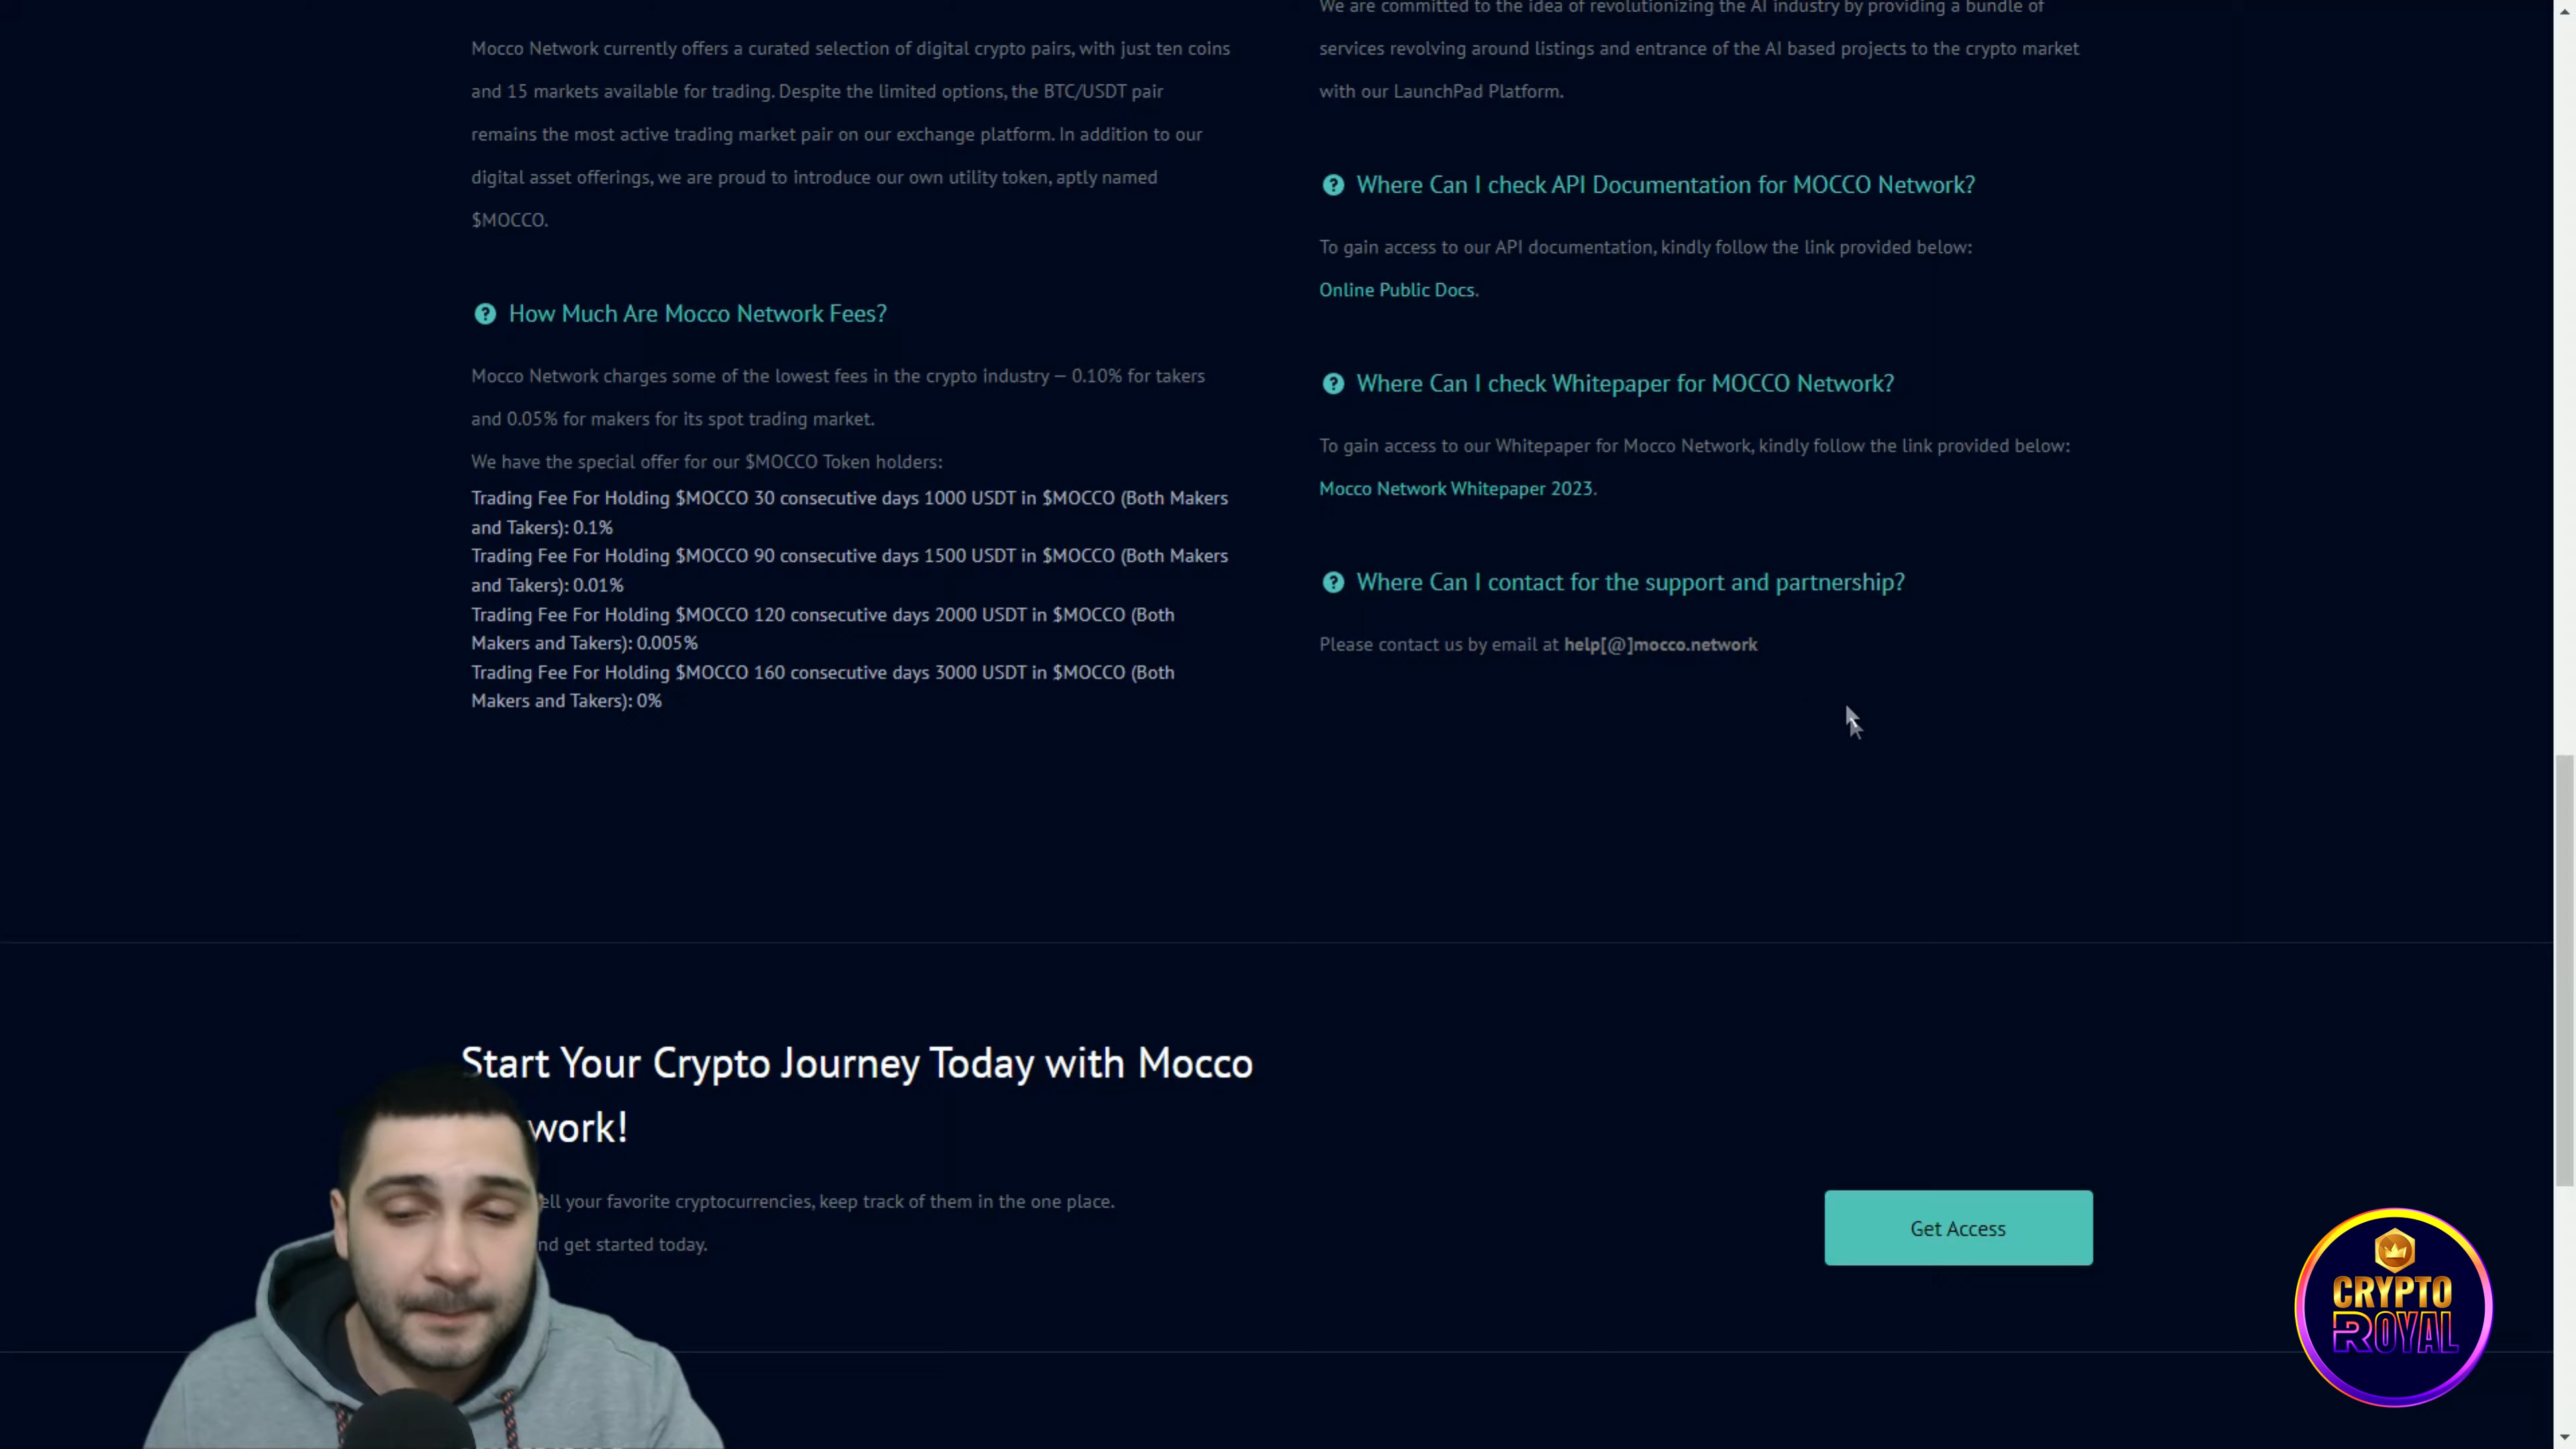 Mocco Network currently offers a curated selection of digital crypto pairs, with just ten coins
and 15 markets available for trading. Despite the limited options, the BTC/USDT pair
remains the most active trading market pair on our exchange platform. In addition to our
digital asset offerings, we are proud to introduce our own utility token, aptly named
$MOCCO.
How Much Are Mocco Network Fees?
Mocco Network charges some of the lowest fees in the crypto industry — 0.10% for takers
and 0.05% for makers for its spot trading market.
We have the special offer for our $MOCCO Token holders:
Trading Fee For Holding $MOCCO 30 consecutive days 1000 USDT in $MOCCO (Both Makers
and Takers): 0.1%
Trading Fee For Holding $MOCCO 90 consecutive days 1500 USDT in $MOCCO (Both Makers
and Takers): 0.01%
Trading Fee For Holding $MOCCO 120 consecutive days 2000 USDT in $MOCCO (Both
Makers and Takers): 0.005%
Trading Fee For Holding $MOCCO 160 consecutive days 3000 USDT in $MOCCO (Both
Makers and Takers): 0%
We are committed to the idea of revolutionizing the AI industry by providing a bundle of
services revolving around listings and entrance of the AI based projects to the crypto market
with our LaunchPad Platform.
Where Can I check API Documentation for MOCCO Network?
To gain access to our API documentation, kindly follow the link provided below:
Online Public Docs.
Where Can I check Whitepaper for MOCCO Network?
To gain access to our Whitepaper for Mocco Network, kindly follow the link provided below:
Mocco Network Whitepaper 2023.
Where Can I contact for the support and partnership?
Please contact us by email at help[@]mocco.network
Start Your Crypto Journey Today with Mocco
work!
ell your favorite cryptocurrencies, keep track of them in the one place.
nd get started today.
Get Access
CRYPTO
ROYAL